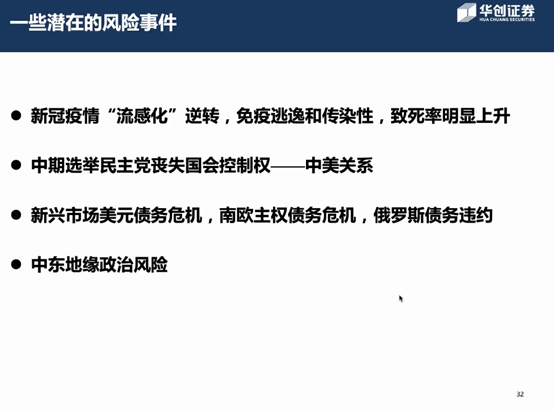 一些潜在的风险事件
华创证券
HUA CHUANG SECURITIES
● 新冠疫情“流感化”逆转，免疫逃逸和传染性，致死率明显上升
● 中期选举民主党丧失国会控制权——中美关系
● 新兴市场美元债务危机，南欧主权债务危机，俄罗斯债务违约
● 中东地缘政治风险
32